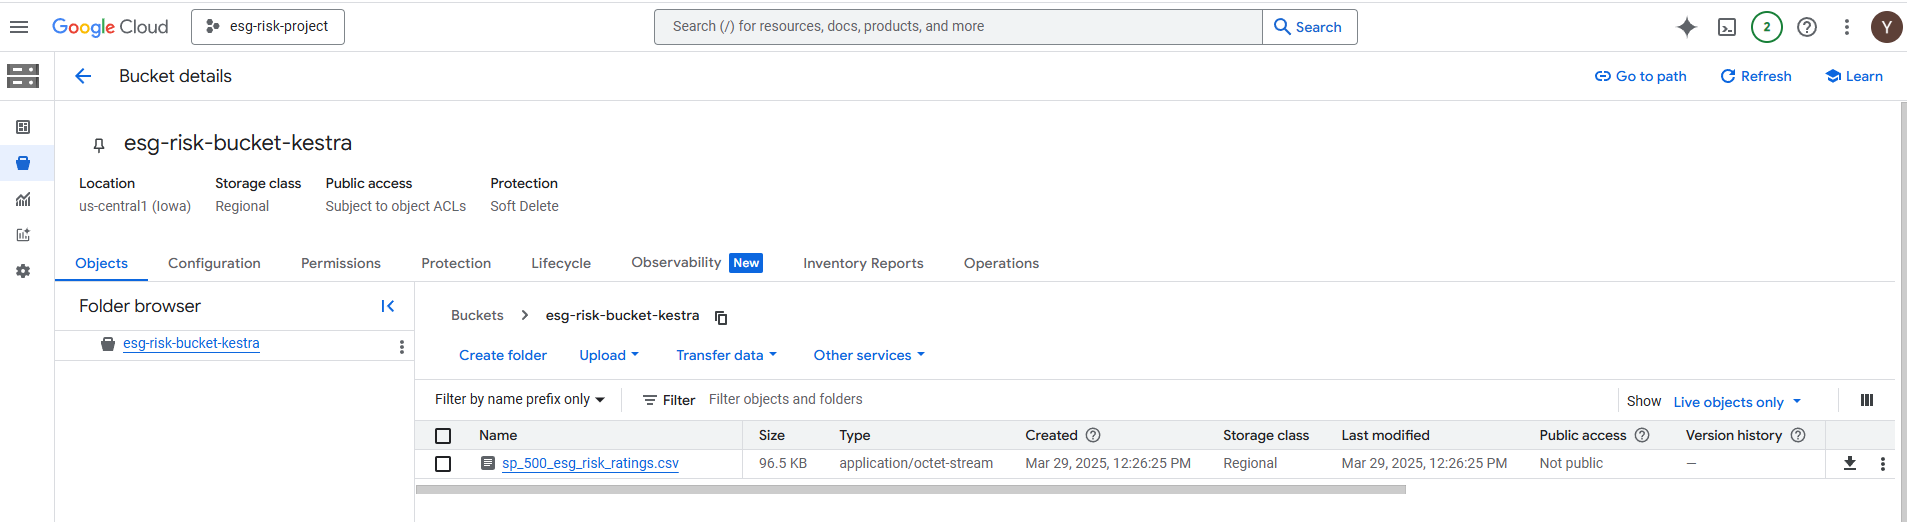 Google Cloud esg-risk-project Search (/) for resources, docs, products, and more Search 2 Y
Bucket details Go to path Refresh Learn
esg-risk-bucket-kestra
Location Storage class Public access Protection
us-central1 (Iowa) Regional Subject to object ACLs Soft Delete
Objects Configuration Permissions Protection Lifecycle Observability New Inventory Reports Operations
Folder browser
esg-risk-bucket-kestra
Buckets esg-risk-bucket-kestra
Create folder Upload Transfer data Other services
Filter by name prefix only Filter Filter objects and folders Show Live objects only
Name Size Type Created Storage class Last modified Public access Version history
sp_500_esg_risk_ratings.csv 96.5 KB application/octet-stream Mar 29, 2025, 12:26:25 PM Regional Mar 29, 2025, 12:26:25 PM Not public —